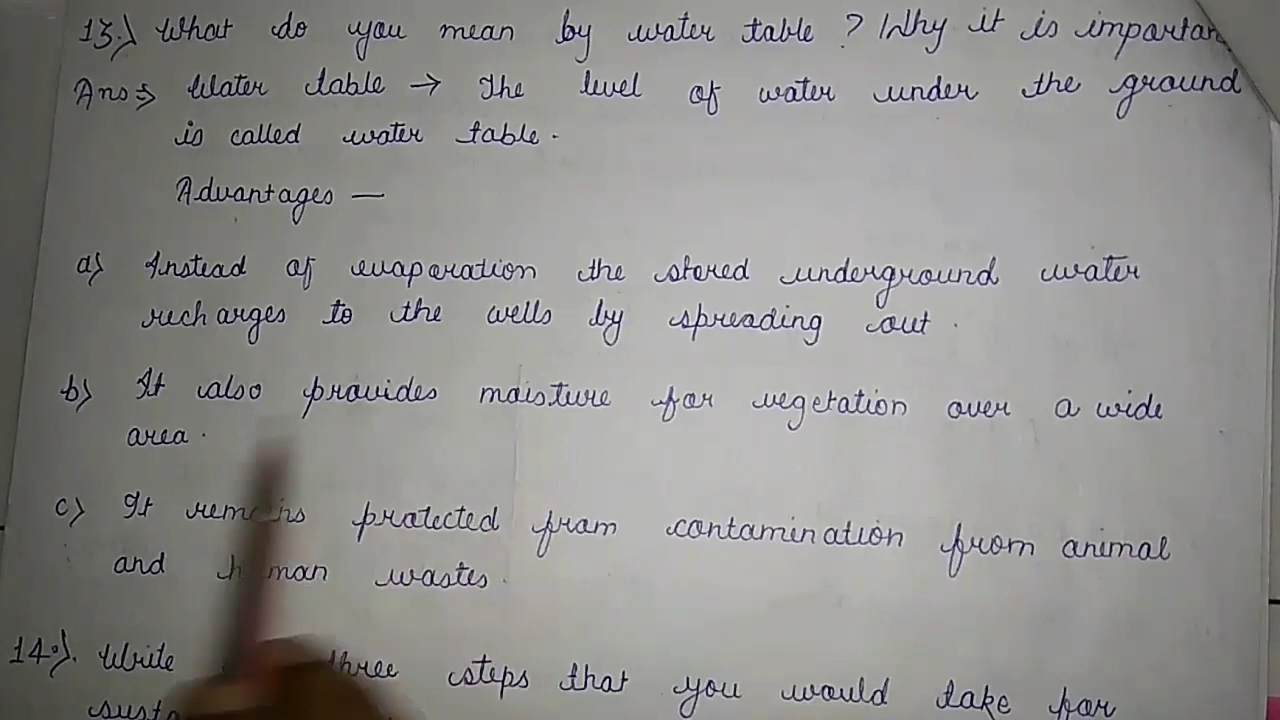 13.) What do you mean by water table ? Why it is important
Ans ⇒ Water table → The level of water under the ground
is called water table.
Advantages —
a) Instead of evaporation the stored underground water
recharges to the wells by spreading out.
b) It also provides moisture for vegetation over a wide
area.
c) It remains protected from contamination from animal
and human wastes.
14.) Write three steps that you would take for